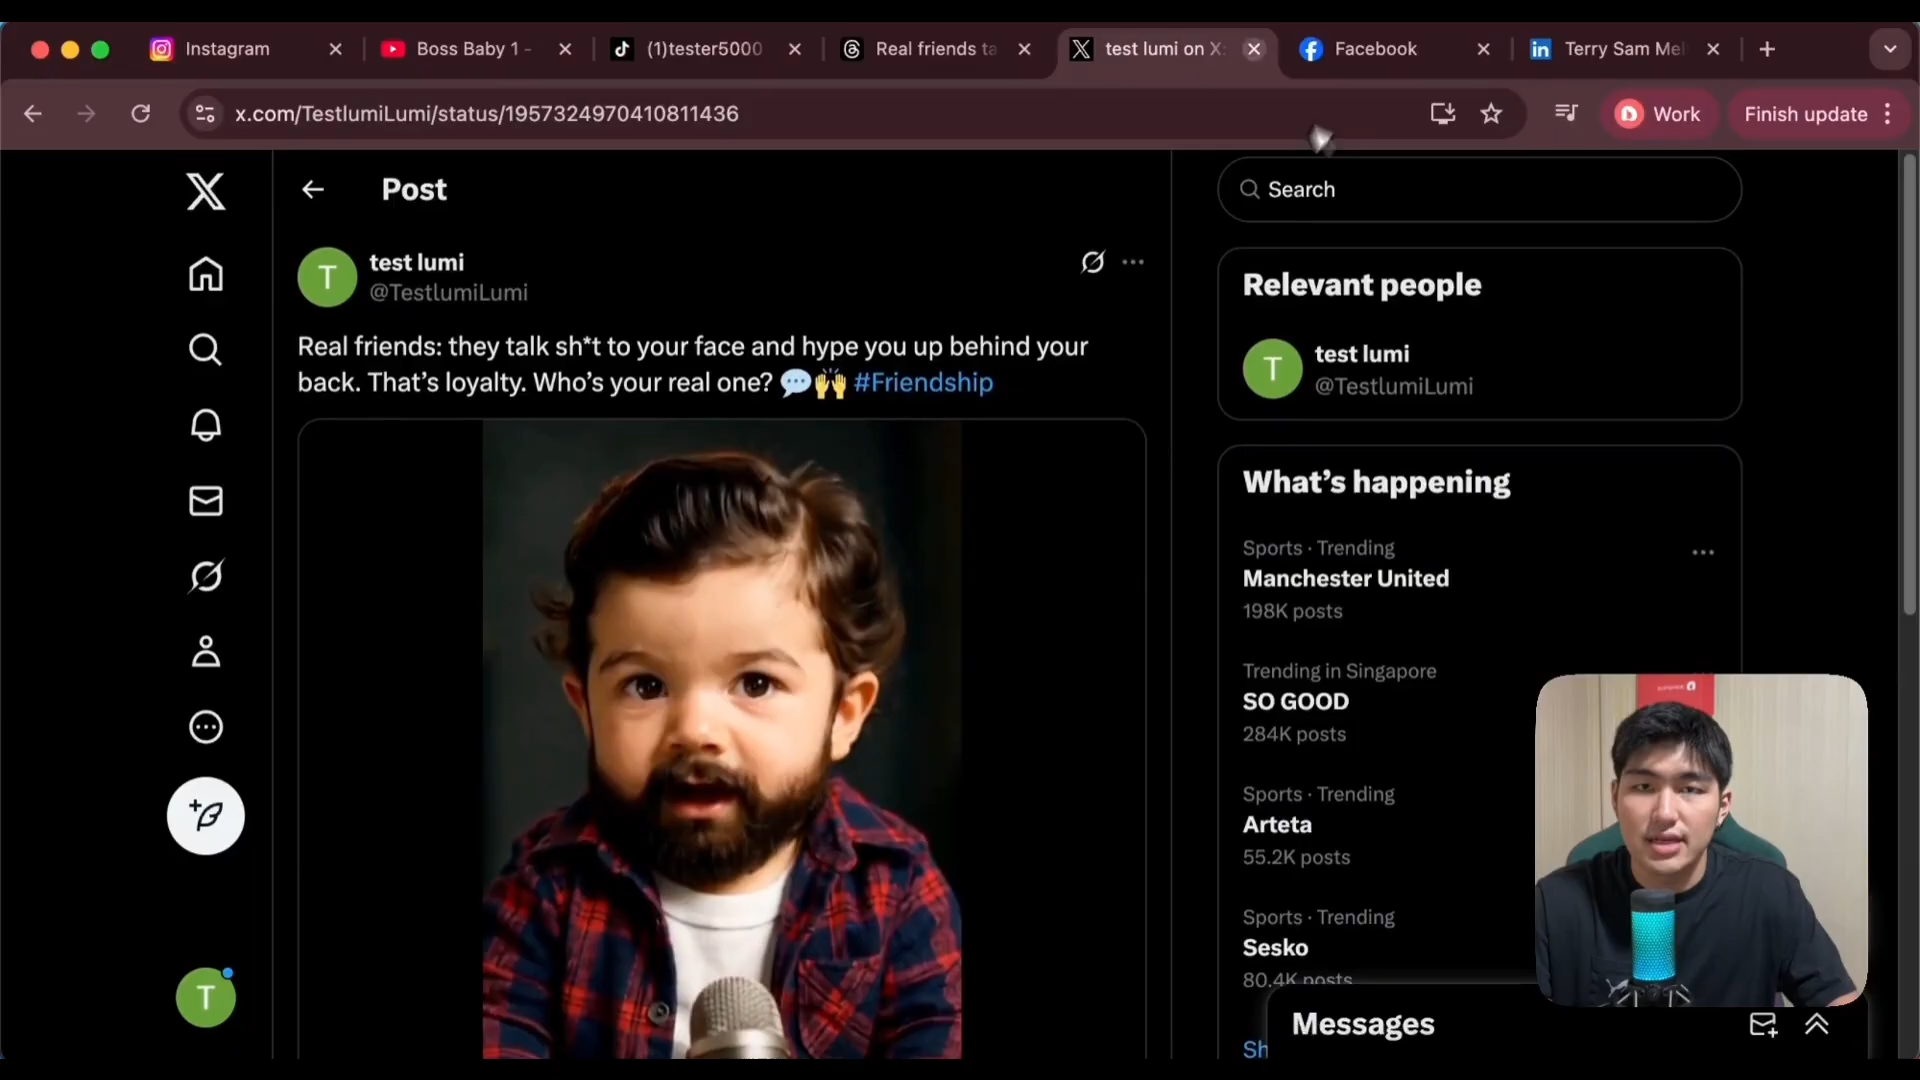 Instagram
Boss Baby 1 -
(1)tester5000
Real friends ta
test lumi on X:
Facebook
Terry Sam Mel
x.com/TestlumiLumi/status/1957324970410811436
Work
Finish update
Post
Search
T
test lumi
@TestlumiLumi
Real friends: they talk sh*t to your face and hype you up behind your
back. That’s loyalty. Who’s your real one? 💬🙌 #Friendship
Relevant people
T
test lumi
@TestlumiLumi
What’s happening
Sports · Trending
Manchester United
198K posts
Trending in Singapore
SO GOOD
284K posts
Sports · Trending
Arteta
55.2K posts
Sports · Trending
Sesko
80.4K posts
Sh
Messages
T